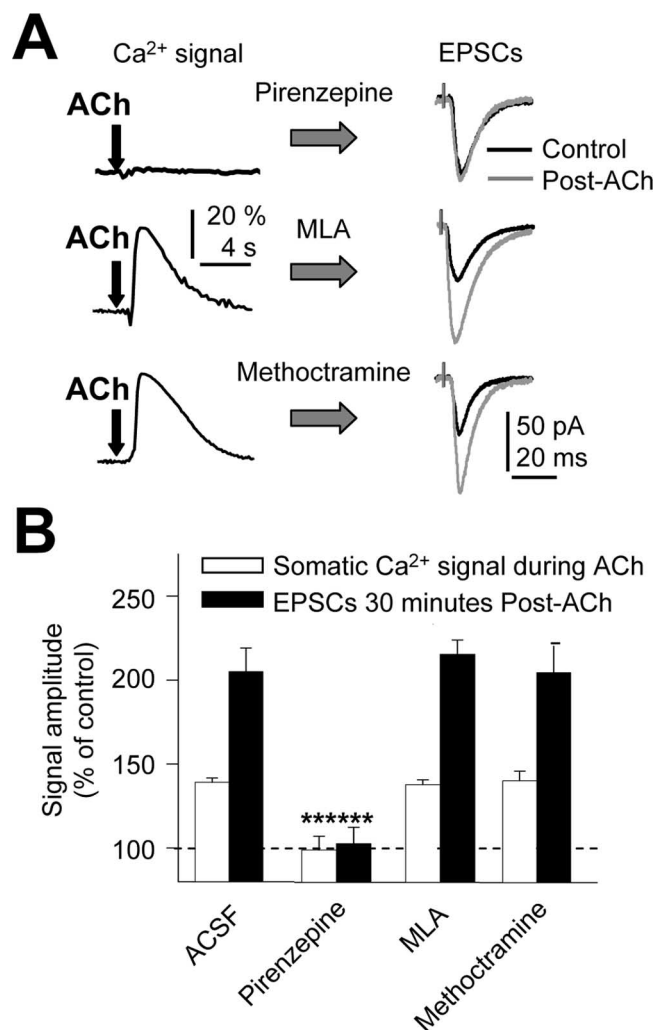 A
Ca²⁺ signal
EPSCs
ACh
Pirenzepine
Control
Post-ACh
ACh
20 %
4 s
MLA
ACh
Methoctramine
50 pA
20 ms
B
Somatic Ca²⁺ signal during ACh
EPSCs 30 minutes Post-ACh
Signal amplitude
(% of control)
250
200
150
100
******
ACSF
Pirenzepine
MLA
Methoctramine